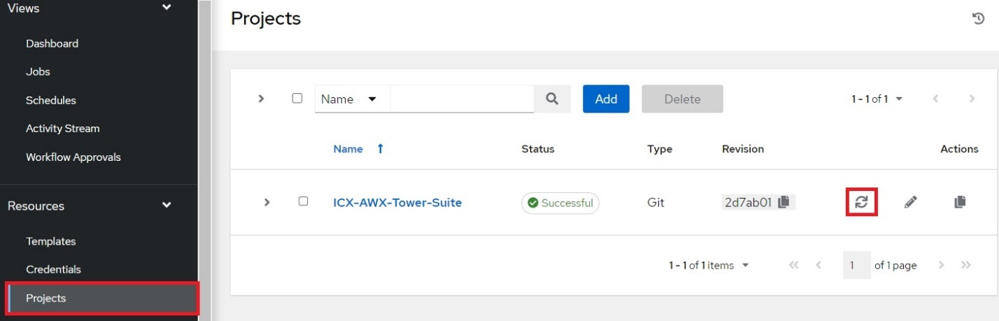 Views
Dashboard
Jobs
Schedules
Activity Stream
Workflow Approvals
Resources
Templates
Credentials
Projects
Projects
Name Add Delete 1 - 1 of 1
Name Status Type Revision Actions
ICX-AWX-Tower-Suite Successful Git 2d7ab01
1 - 1 of 1 items 1 of 1 page